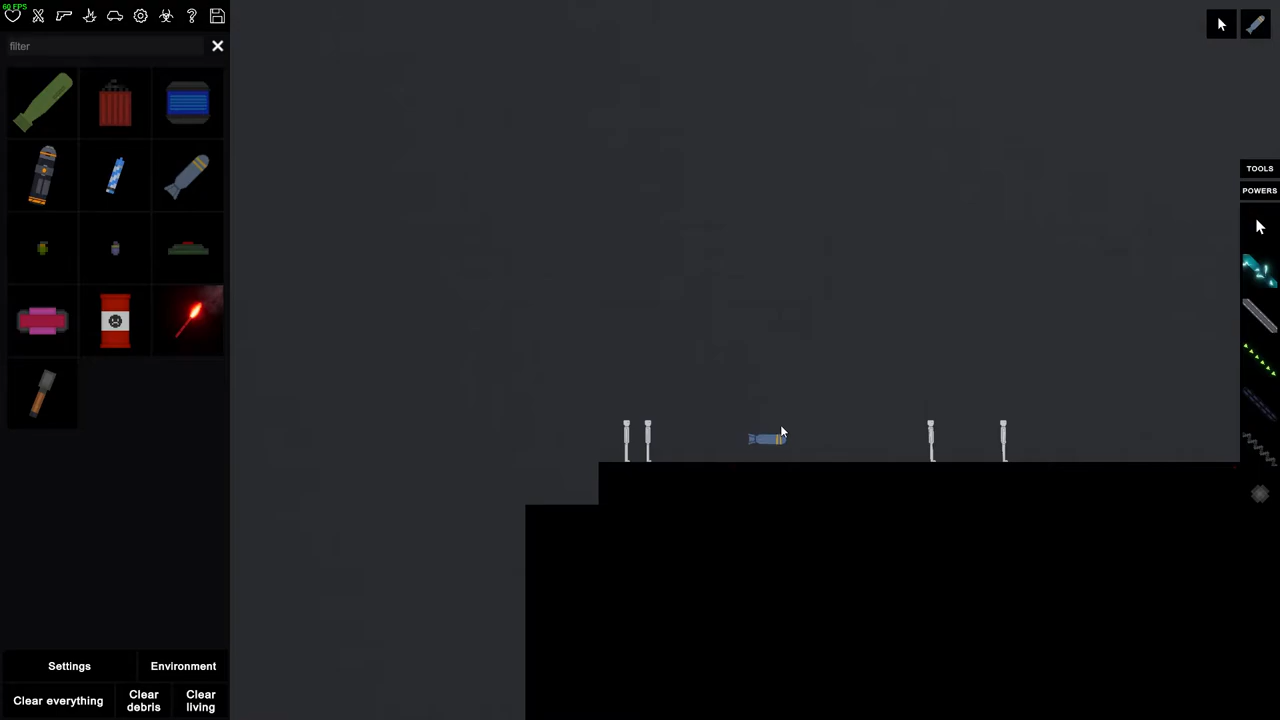 60 FPS
filter
TOOLS
POWERS
Settings
Environment
Clear everything
Clear
debris
Clear
living